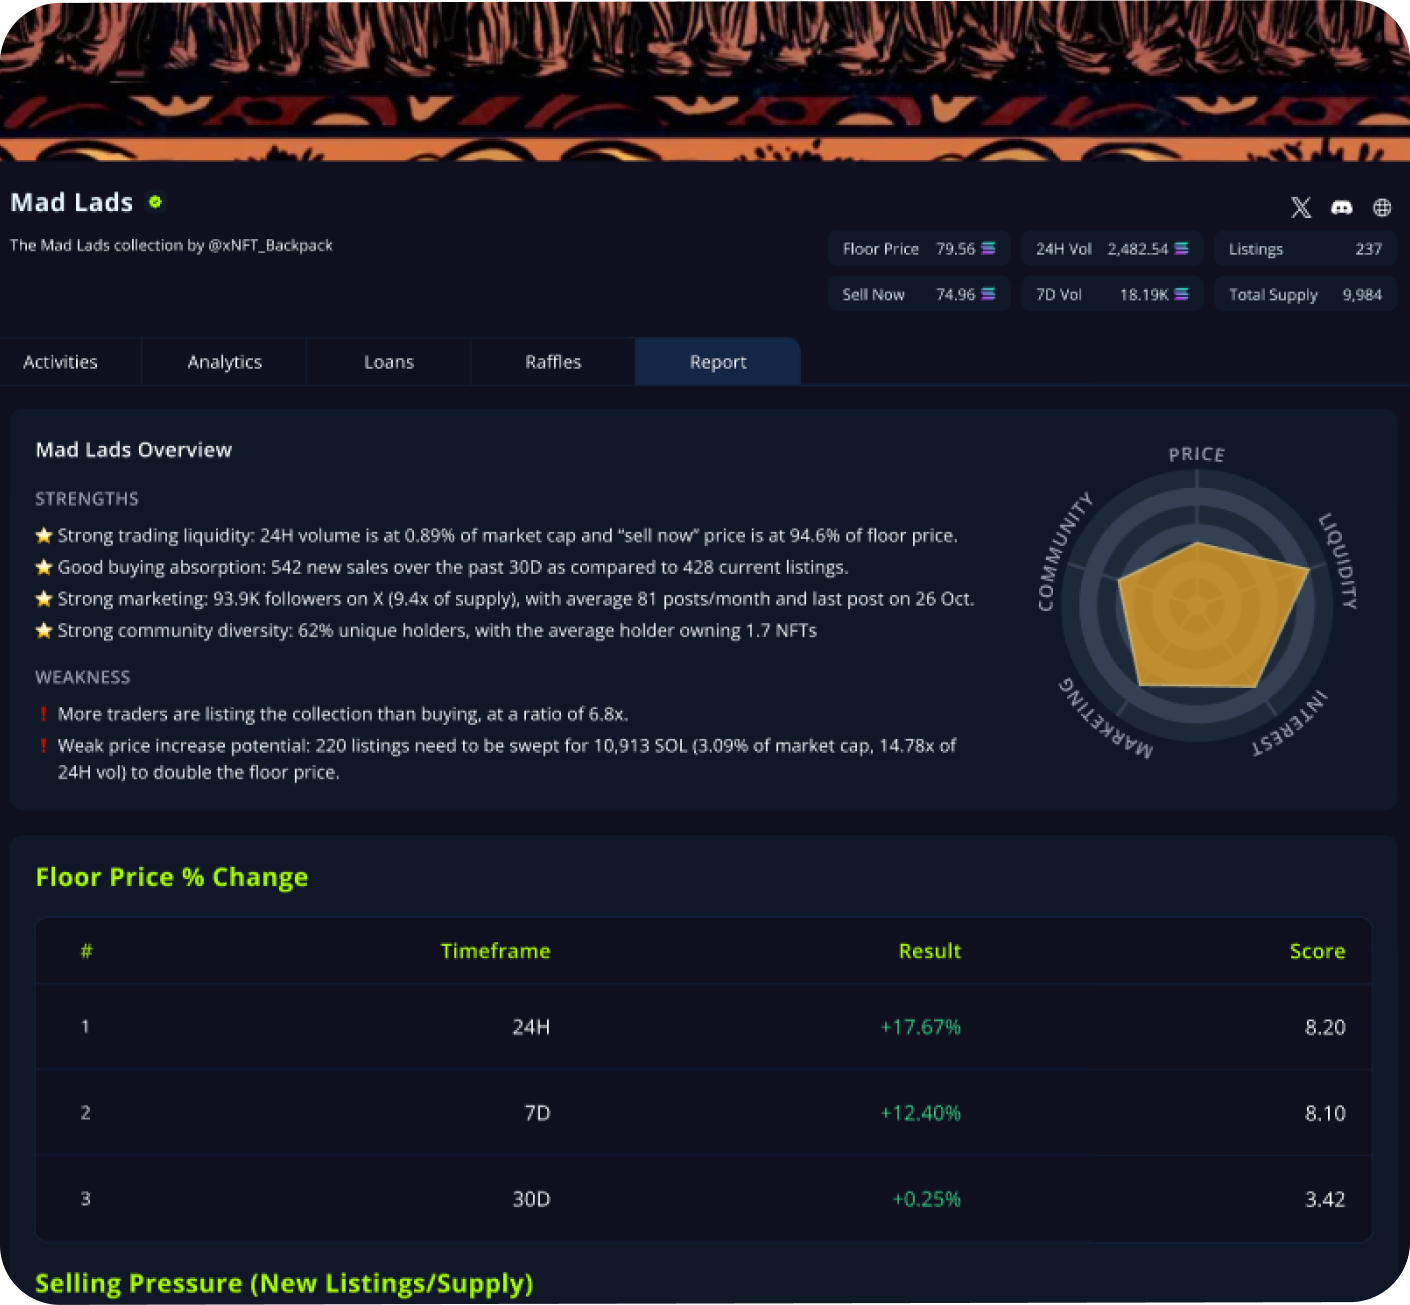 Mad Lads
The Mad Lads collection by @xNFT_Backpack
Floor Price 79.56
24H Vol 2,482.54
Listings 237
Sell Now 74.96
7D Vol 18.19K
Total Supply 9,984
Activities
Analytics
Loans
Raffles
Report
Mad Lads Overview
STRENGTHS
Strong trading liquidity: 24H volume is at 0.89% of market cap and “sell now” price is at 94.6% of floor price.
Good buying absorption: 542 new sales over the past 30D as compared to 428 current listings.
Strong marketing: 93.9K followers on X (9.4x of supply), with average 81 posts/month and last post on 26 Oct.
Strong community diversity: 62% unique holders, with the average holder owning 1.7 NFTs
WEAKNESS
! More traders are listing the collection than buying, at a ratio of 6.8x.
! Weak price increase potential: 220 listings need to be swept for 10,913 SOL (3.09% of market cap, 14.78x of
24H vol) to double the floor price.
PRICE
LIQUIDITY
INTEREST
MARKETING
COMMUNITY
Floor Price % Change
# Timeframe Result Score
1 24H +17.67% 8.20
2 7D +12.40% 8.10
3 30D +0.25% 3.42
Selling Pressure (New Listings/Supply)